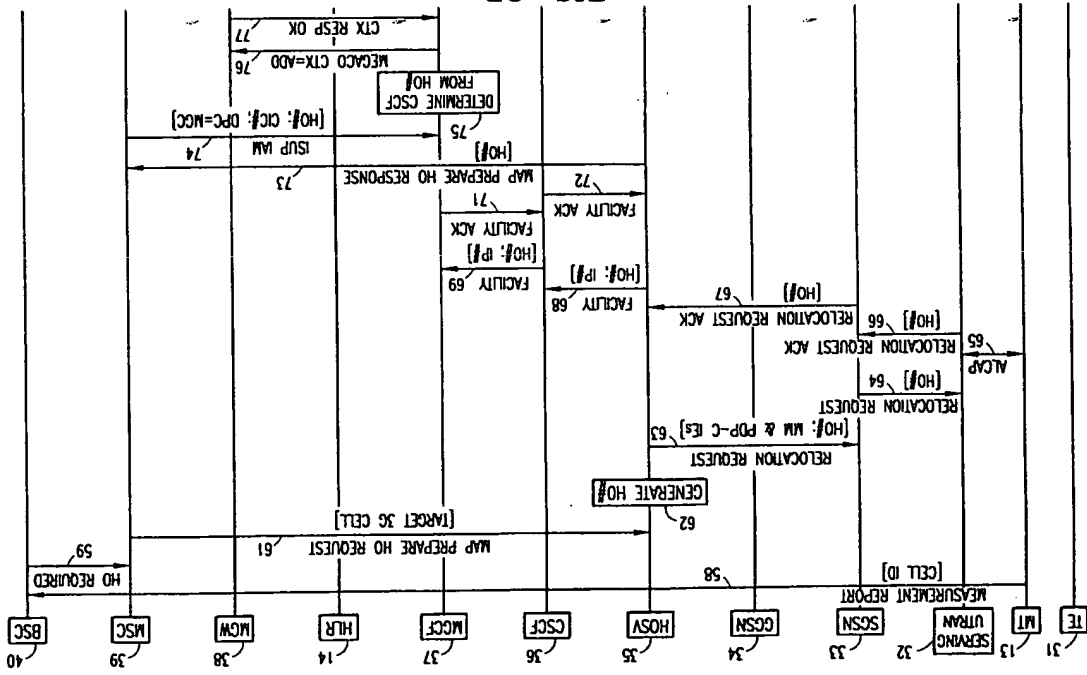 31 13 32 33 34 35 36 37 14 38 39 40
TE MT SERVING UTRAN SGSN GGSN HOSV CSCF MGCF HLR MGW MSC BSC
MEASUREMENT REPORT
[CELL ID]
58
HO REQUIRED
59
MAP PREPARE HO REQUEST
61
[TARGET 3G CELL]
62
GENERATE HO#
RELOCATION REQUEST
[HO#; MM & PDP-C IEs] 63
RELOCATION REQUEST
[HO#] 64
ALCAP
65
RELOCATION REQUEST ACK
[HO#] 66
RELOCATION REQUEST ACK
[HO#] 67
FACILITY
68
[HO#; IP#]
FACILITY
69
[HO#; IP#]
FACILITY ACK
71
FACILITY ACK
72
MAP PREPARE HO RESPONSE
73
[HO#]
ISUP IAM
74
[HO#; CIC#; DPC=MGC]
75
DETERMINE CSCF
FROM HO#
MEGACO CTX=ADD
76
CTX RESP OK
77